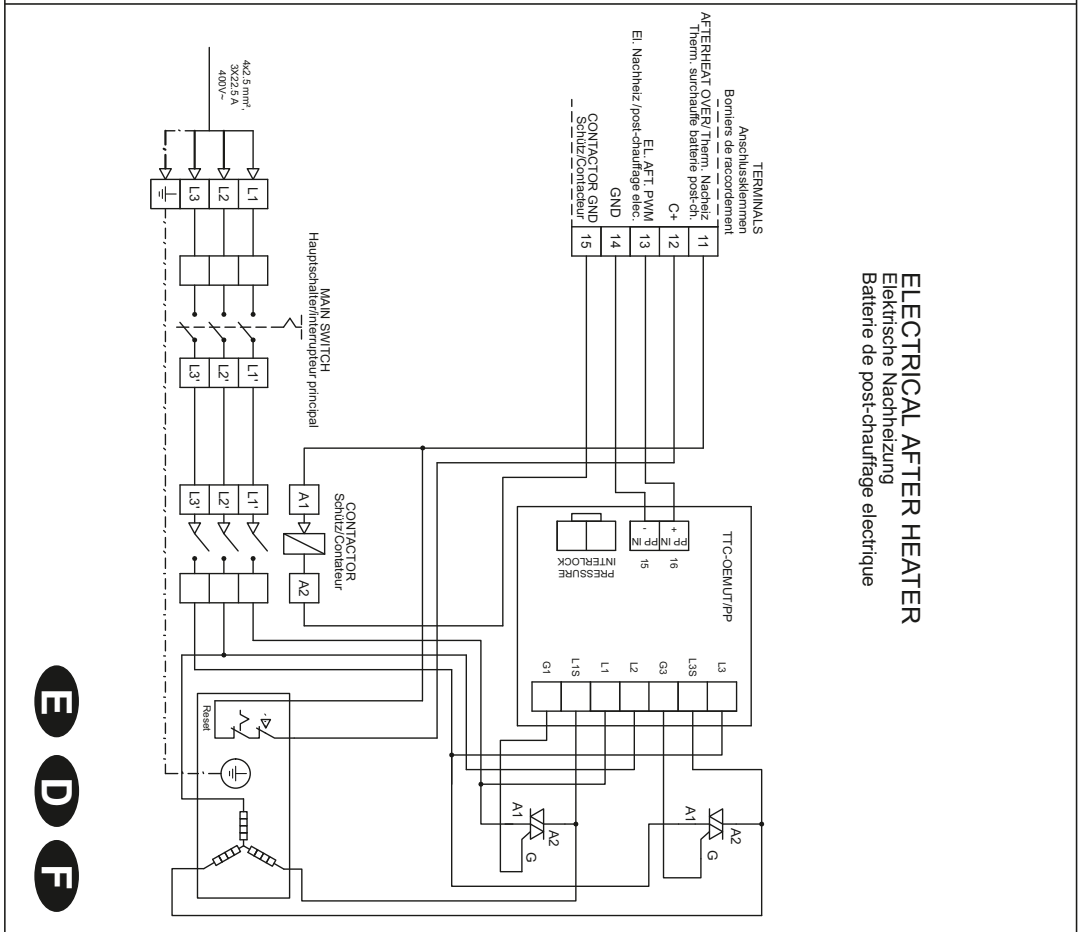 ELECTRICAL AFTER HEATER
Elektrische Nachheizung
Batterie de post-chauffage electrique
TERMINALS
Anschlussklemmen
Borniers de raccordement
AFTERHEAT OVER/ Therm. Nacheiz
Therm. surchauffe batterie post-ch.
11
C+
12
EL. AFT. PWM
El. Nachheiz /post-chauffage elec.
13
GND
14
CONTACTOR GND
Schütz/Contacteur
15
TTC-OEMUT/PP
+
PP IN
16
-
PP IN
15
PRESSURE
INTERLOCK
L3
L3S
G3
L2
L1
L1S
G1
A1
A2
G
A1
A2
G
CONTACTOR
Schütz/Contateur
A1
A2
MAIN SWITCH
Hauptschalter/interrupteur principal
4x2.5 mm²,
3X22.5 A
400V~
L1
L2
L3
L1'
L2'
L3'
L1'
L2'
L3'
Reset
E
D
F